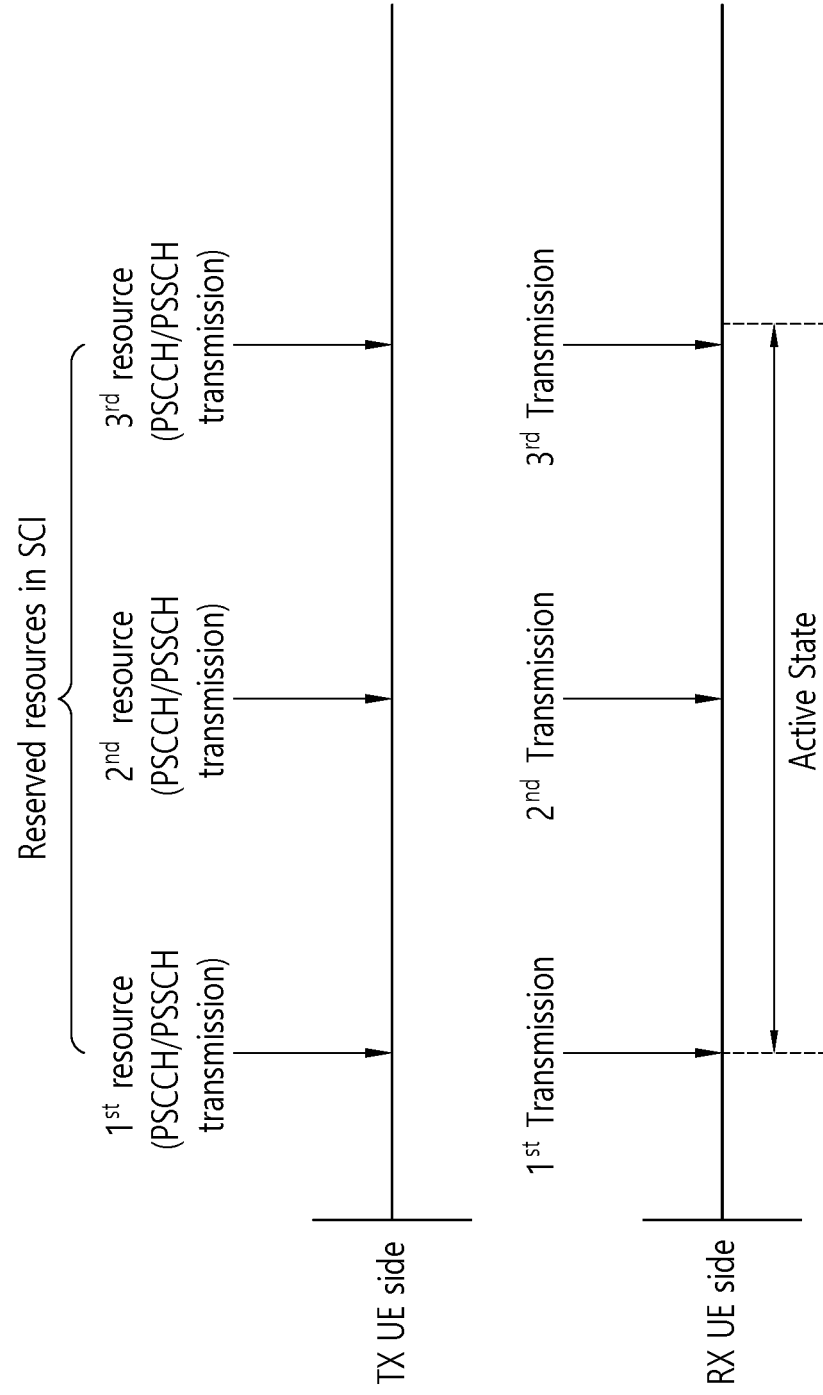 Reserved resources in SCI
1st resource
(PSCCH/PSSCH
transmission)
2nd resource
(PSCCH/PSSCH
transmission)
3rd resource
(PSCCH/PSSCH
transmission)
TX UE side
1st Transmission
2nd Transmission
3rd Transmission
RX UE side
Active State